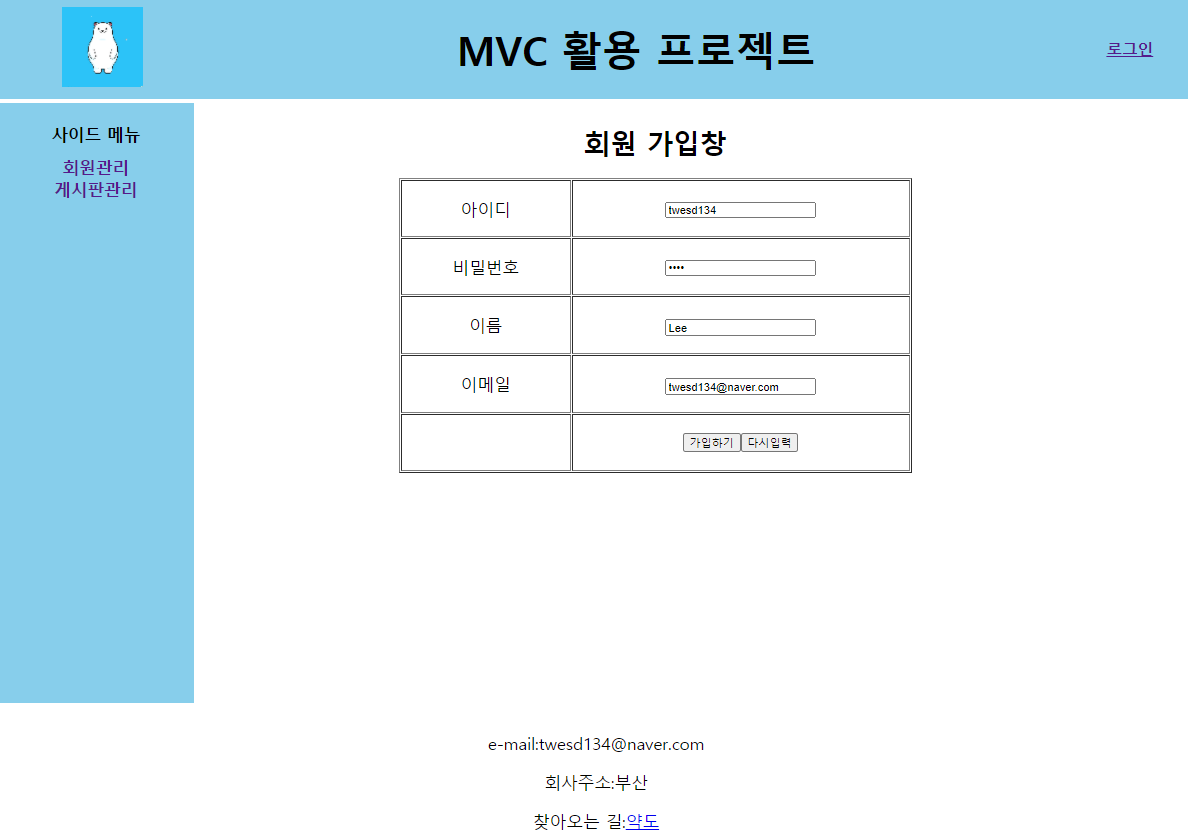 MVC 활용 프로젝트
로그인
사이드 메뉴
회원관리
게시판관리
회원 가입창
아이디 twesd134
비밀번호 ••••
이름 Lee
이메일 twesd134@naver.com
가입하기 다시입력
e-mail:twesd134@naver.com
회사주소:부산
찾아오는 길:약도